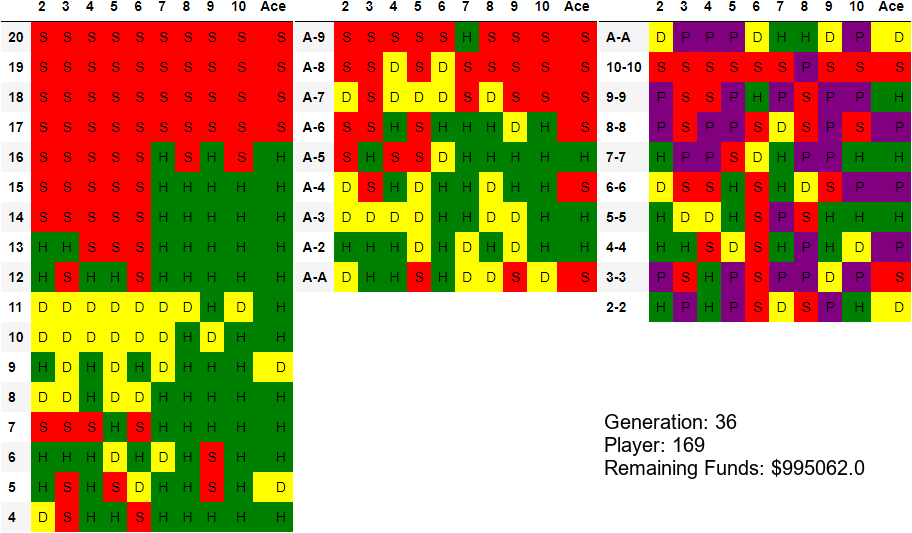 2 3 4 5 6 7 8 9 10 Ace
20 S S S S S S S S S S
19 S S S S S S S S S S
18 S S S S S S S S S S
17 S S S S S S S S S S
16 S S S S S H S H S H
15 S S S S S H H H H H
14 S S S S S H H H H H
13 H H S S S H H H H H
12 H S H H S H H H H H
11 D D D D D D D H D H
10 D D D D D D H D H H
9 H D H D H D H H H D
8 D D H D D H H H H H
7 S S S H S H H H H H
6 H H H D H D H S H H
5 H S H S D H H S H D
4 D S H H S H H H H H
2 3 4 5 6 7 8 9 10 Ace
A-9 S S S S S H S S S S
A-8 S S D S D S S S S S
A-7 D S D D D S D S S S
A-6 S S H S H H H D H S
A-5 S H S S D H H H H H
A-4 D S H D H H D H H S
A-3 D D D D H H D D H H
A-2 H H H D H D H D H H
A-A D H H S H D D S D S
2 3 4 5 6 7 8 9 10 Ace
A-A D P P P D H H D P D
10-10 S S S S S S P S S S
9-9 P S S P H P S P P H
8-8 P S P P S D S P S P
7-7 H P P S D H P P H H
6-6 D S S H S H D S P P
5-5 H D D H S P S H H H
4-4 H H S D S H P H D P
3-3 P S H P S P P D P S
2-2 H P H P S D S P H D
Generation: 36
Player: 169
Remaining Funds: $995062.0